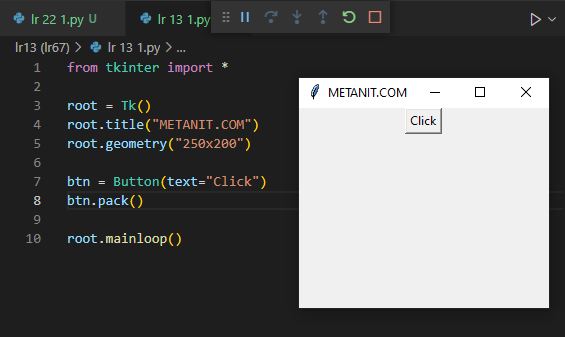 lr 22 1.py U
lr 13 1.py
lr13 (lr67) > lr 13 1.py > ...
1 from tkinter import *
2
3 root = Tk()
4 root.title("METANIT.COM")
5 root.geometry("250x200")
6
7 btn = Button(text="Click")
8 btn.pack()
9
10 root.mainloop()
METANIT.COM
Click